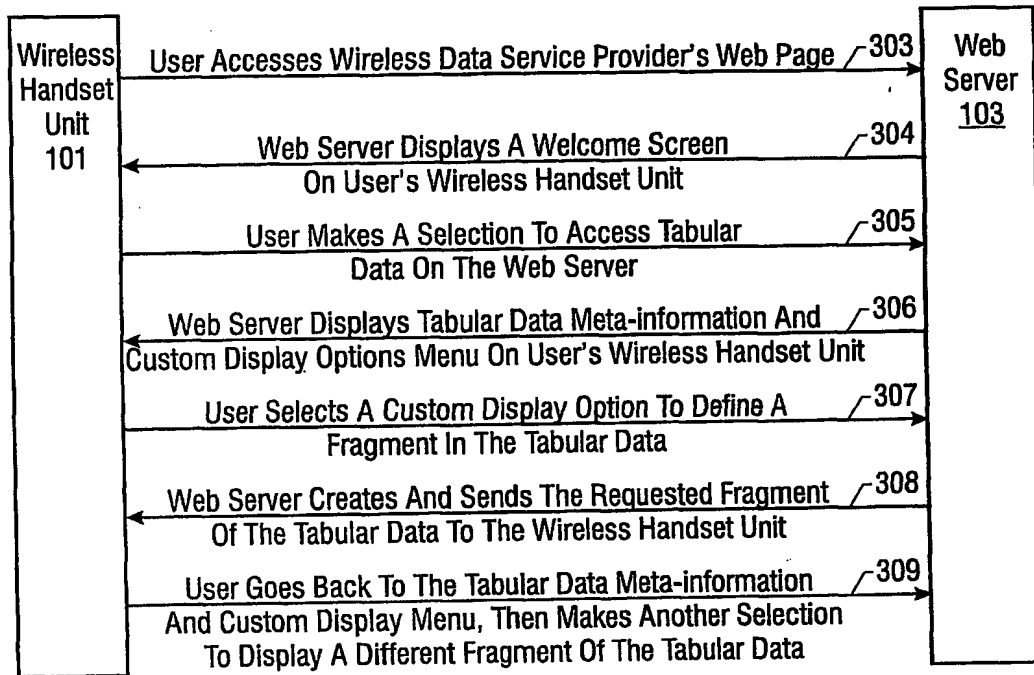 Wireless
Handset
Unit
101
Web
Server
103
User Accesses Wireless Data Service Provider's Web Page
303
Web Server Displays A Welcome Screen
On User's Wireless Handset Unit
304
User Makes A Selection To Access Tabular
Data On The Web Server
305
Web Server Displays Tabular Data Meta-information And
Custom Display Options Menu On User's Wireless Handset Unit
306
User Selects A Custom Display Option To Define A
Fragment In The Tabular Data
307
Web Server Creates And Sends The Requested Fragment
Of The Tabular Data To The Wireless Handset Unit
308
User Goes Back To The Tabular Data Meta-information
And Custom Display Menu, Then Makes Another Selection
To Display A Different Fragment Of The Tabular Data
309